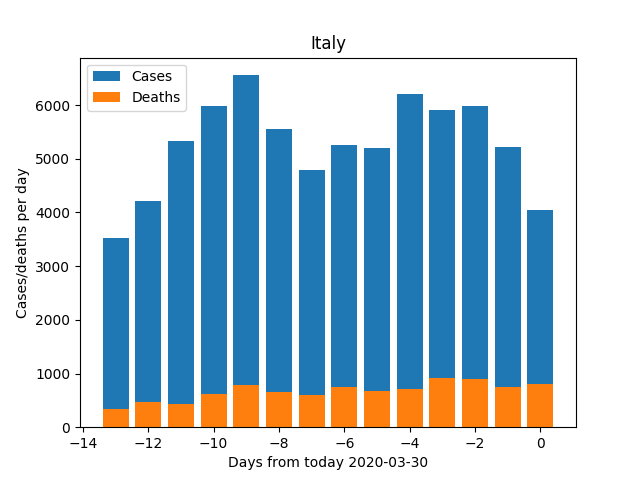 Italy
Cases
Deaths
Cases/deaths per day
6000
5000
4000
3000
2000
1000
0
−14 −12 −10 −8 −6 −4 −2 0
Days from today 2020-03-30